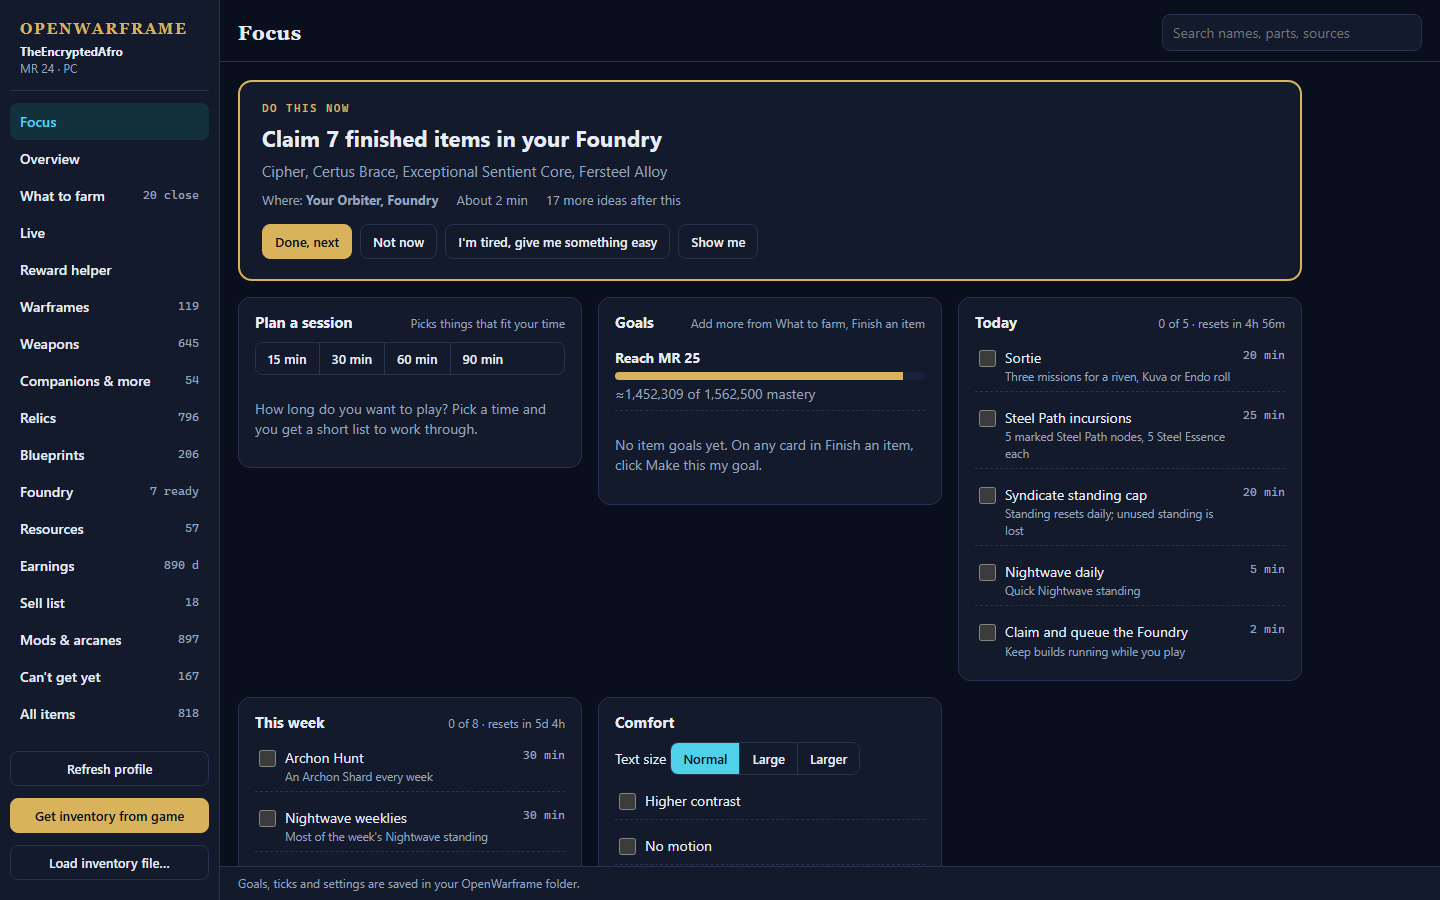 OPENWARFRAME
TheEncryptedAfro
MR 24 · PC
Focus
Overview
What to farm 20 close
Live
Reward helper
Warframes 119
Weapons 645
Companions & more 54
Relics 796
Blueprints 206
Foundry 7 ready
Resources 57
Earnings 890 d
Sell list 18
Mods & arcanes 897
Can't get yet 167
All items 818
Refresh profile
Get inventory from game
Load inventory file...
Focus
Search names, parts, sources
DO THIS NOW
Claim 7 finished items in your Foundry
Cipher, Certus Brace, Exceptional Sentient Core, Fersteel Alloy
Where: Your Orbiter, Foundry About 2 min 17 more ideas after this
Done, next Not now I'm tired, give me something easy Show me
Plan a session Picks things that fit your time
15 min 30 min 60 min 90 min
How long do you want to play? Pick a time and
you get a short list to work through.
Goals Add more from What to farm, Finish an item
Reach MR 25
≈1,452,309 of 1,562,500 mastery
No item goals yet. On any card in Finish an item,
click Make this my goal.
Today 0 of 5 · resets in 4h 56m
Sortie 20 min
Three missions for a riven, Kuva or Endo roll
Steel Path incursions 25 min
5 marked Steel Path nodes, 5 Steel Essence
each
Syndicate standing cap 20 min
Standing resets daily; unused standing is
lost
Nightwave daily 5 min
Quick Nightwave standing
Claim and queue the Foundry 2 min
Keep builds running while you play
This week 0 of 8 · resets in 5d 4h
Archon Hunt 30 min
An Archon Shard every week
Nightwave weeklies 30 min
Most of the week's Nightwave standing
Comfort
Text size Normal Large Larger
Higher contrast
No motion
Goals, ticks and settings are saved in your OpenWarframe folder.